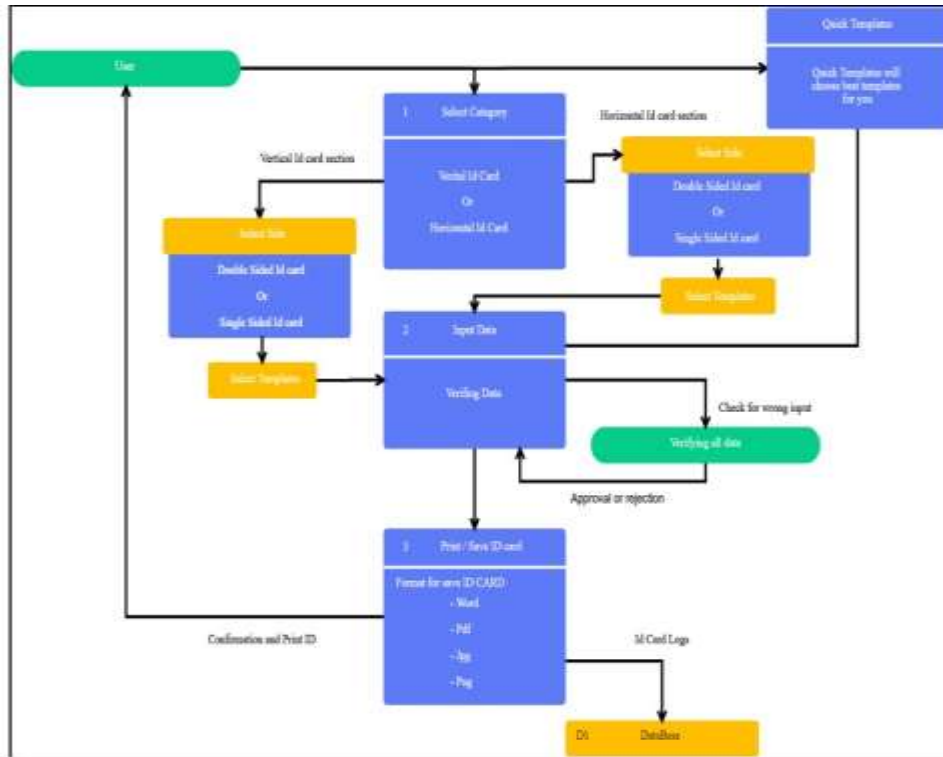 Quick Templates
User
Quick Templates will
choose best templates
for you
1 Select Category
Horizontal Id card section
Vertical Id card section
Select Side
Vertial Id Card
Or
Horizontal Id Card
Double Sided Id card
Or
Single Sided Id card
Select Side
Double Sided Id card
Or
Single Sided Id card
Select Templates
2 Input Data
Select Templates
Verifing Data
Check for wrong input
Verifying all data
Approval or rejection
3 Print / Save ID card
Format for save ID CARD
- Word
- Pdf
- Jpg
- Png
Confirmation and Print ID
Id Card Logs
D1 DataBase